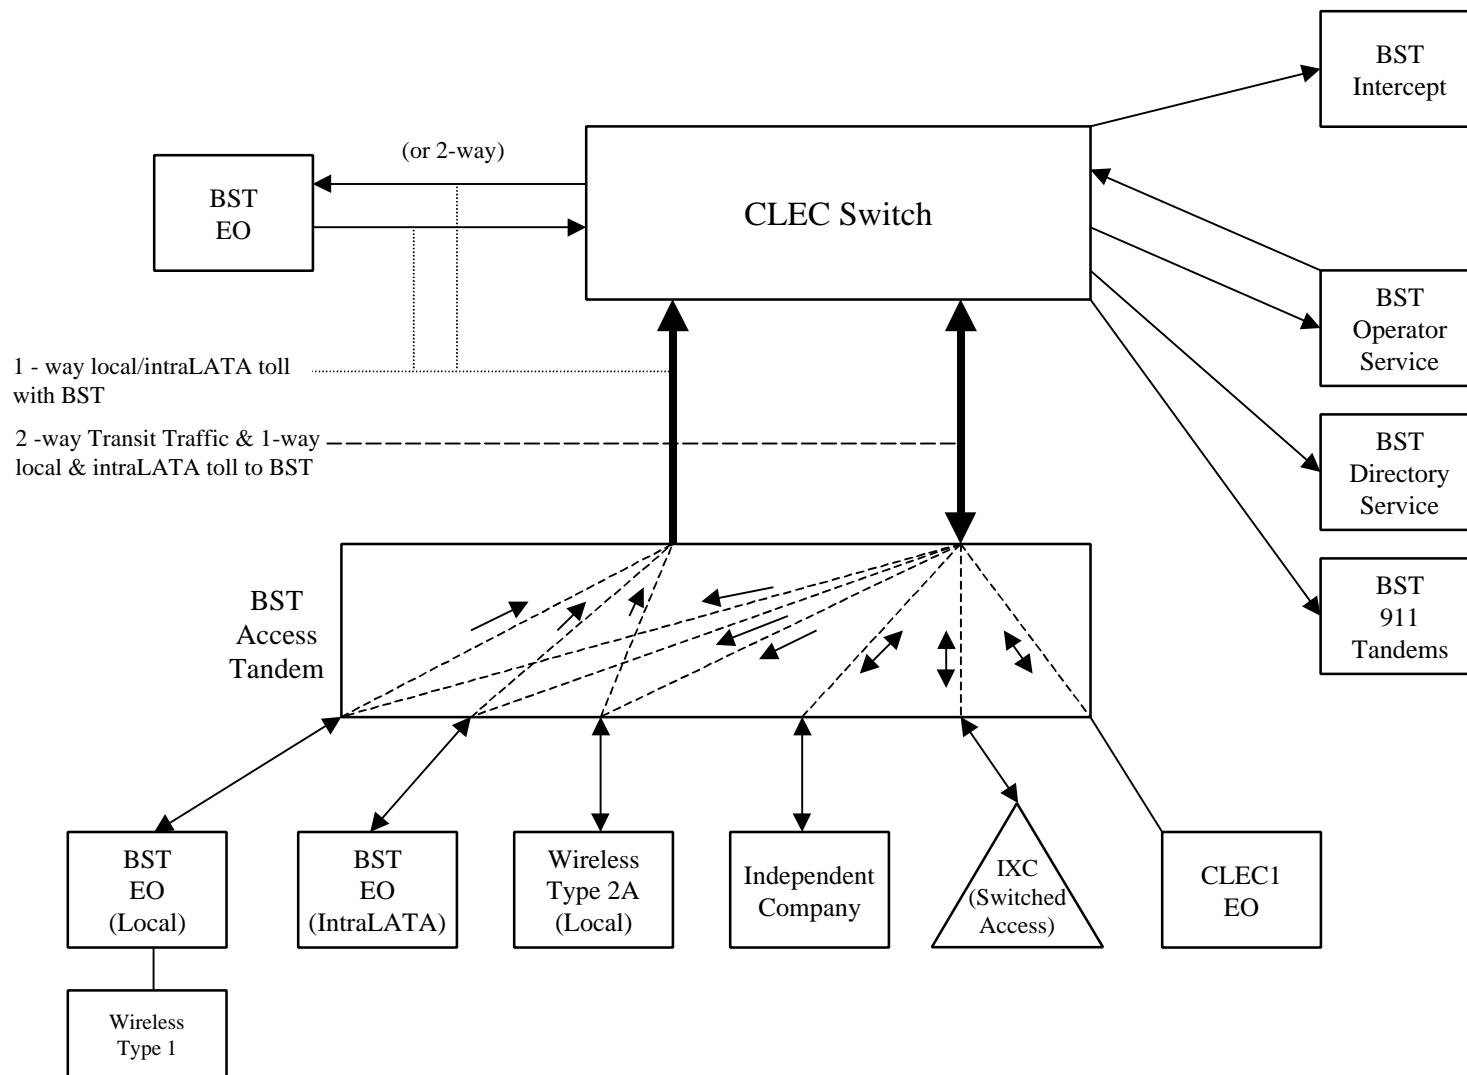 BST
Intercept
(or 2-way)
BST
EO
CLEC Switch
BST
Operator
Service
1 - way local/intraLATA toll
with BST
2 -way Transit Traffic & 1-way
local & intraLATA toll to BST
BST
Directory
Service
BST
911
Tandems
BST
Access
Tandem
BST
EO
(Local)
BST
EO
(IntraLATA)
Wireless
Type 2A
(Local)
Independent
Company
IXC
(Switched
Access)
CLEC1
EO
Wireless
Type 1